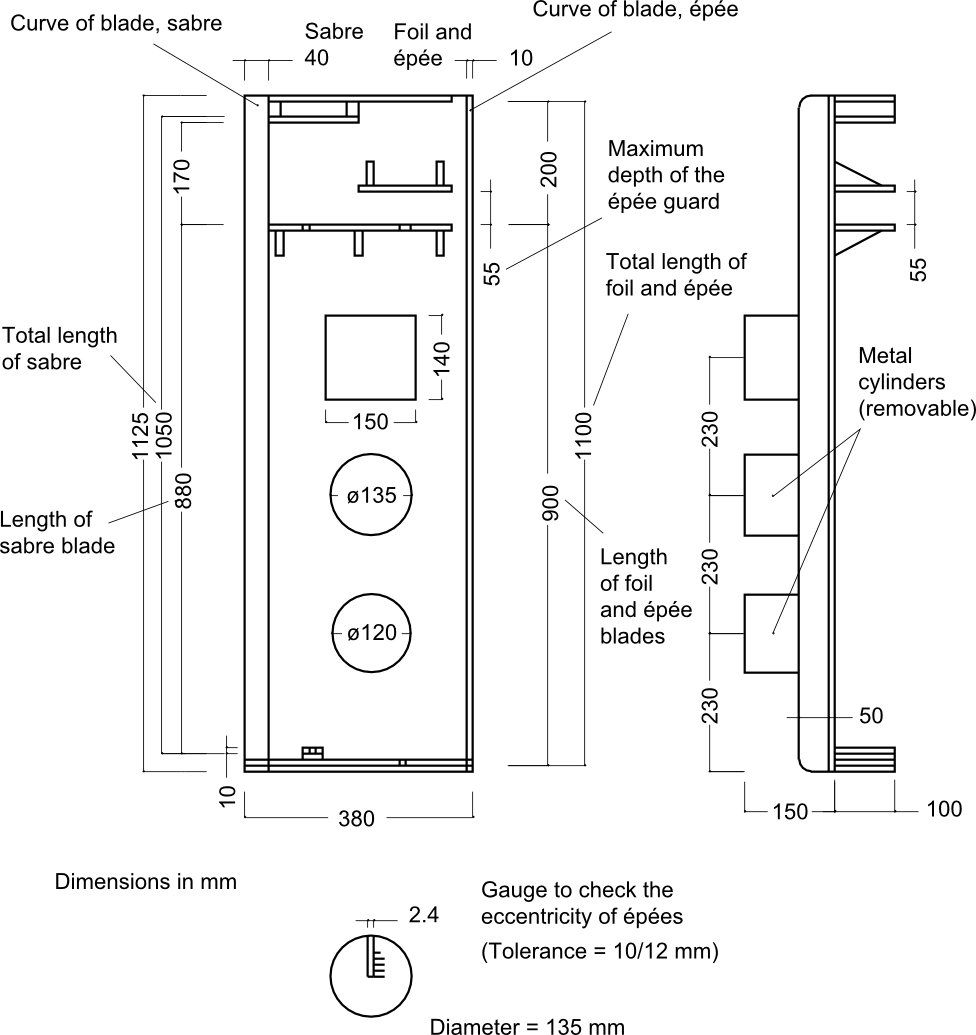 Curve of blade, sabre
Curve of blade, épée
Sabre
40
Foil and
épée
10
170
200
Maximum
depth of the
épée guard
55
55
Total length of
foil and épée
Total length
of sabre
140
150
Metal
cylinders
(removable)
1125
1050
880
1100
900
230
ø135
Length of
sabre blade
Length
of foil
and épée
blades
230
ø120
230
50
10
380
150
100
Dimensions in mm
Gauge to check the
eccentricity of épées
(Tolerance = 10/12 mm)
2.4
Diameter = 135 mm